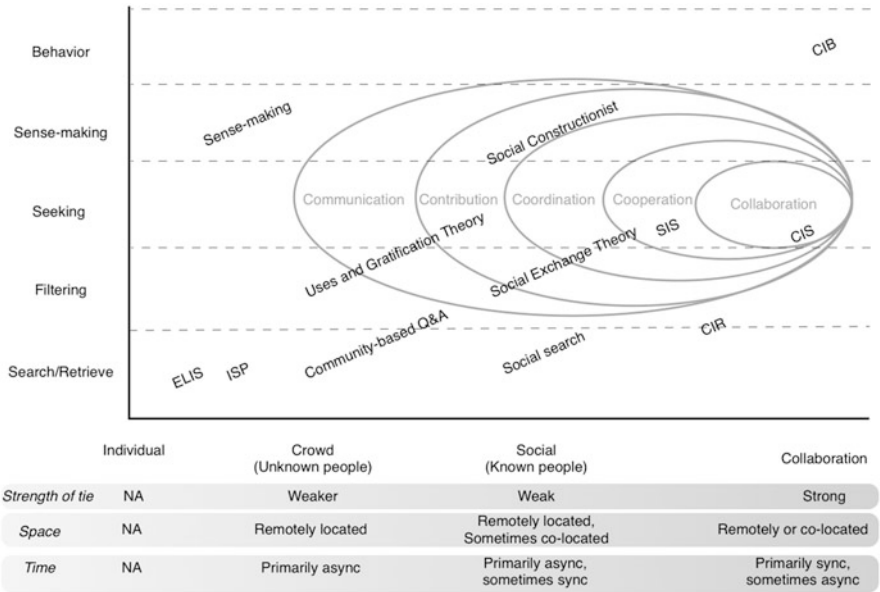 Behavior
CIB
Sense-making
Sense-making
Social Constructionist
Seeking
Communication
Contribution
Coordination
Cooperation
Collaboration
Uses and Gratification Theory
Social Exchange Theory
SIS
CIS
Filtering
Community-based Q&A
Social search
CIR
Search/Retrieve
ELIS
ISP
Individual
Crowd
(Unknown people)
Social
(Known people)
Collaboration
Strength of tie NA Weaker Weak Strong
Space NA Remotely located Remotely located,
Sometimes co-located
Remotely or co-located
Time NA Primarily async Primarily async,
sometimes sync
Primarily sync,
sometimes async